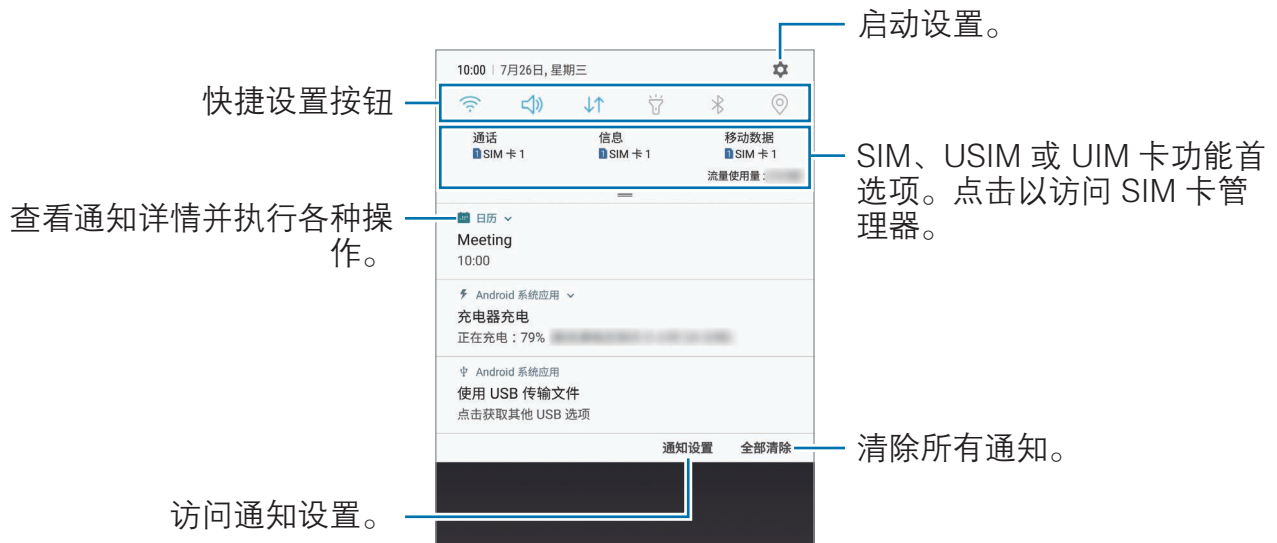 启动设置。
10:00 | 7月26日, 星期三
快捷设置按钮
通话 信息 移动数据
1 SIM 卡 1 1 SIM 卡 1 1 SIM 卡 1
流量使用量:
SIM、USIM 或 UIM 卡功能首
选项。点击以访问 SIM 卡管
理器。
查看通知详情并执行各种操
作。
日历
Meeting
10:00
Android 系统应用
充电器充电
正在充电:79%
Android 系统应用
使用 USB 传输文件
点击获取其他 USB 选项
通知设置 全部清除
清除所有通知。
访问通知设置。